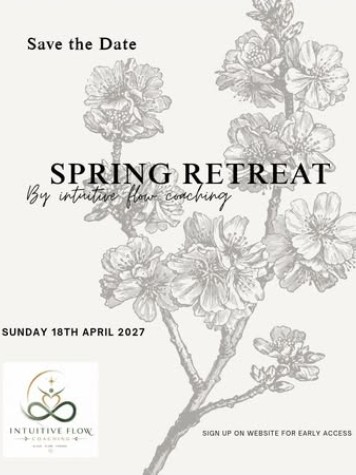 Save the Date
SPRING RETREAT
By intuitive flow coaching
SUNDAY 18TH APRIL 2027
INTUITIVE FLOW
COACHING
SIGN UP ON WEBSITE FOR EARLY ACCESS